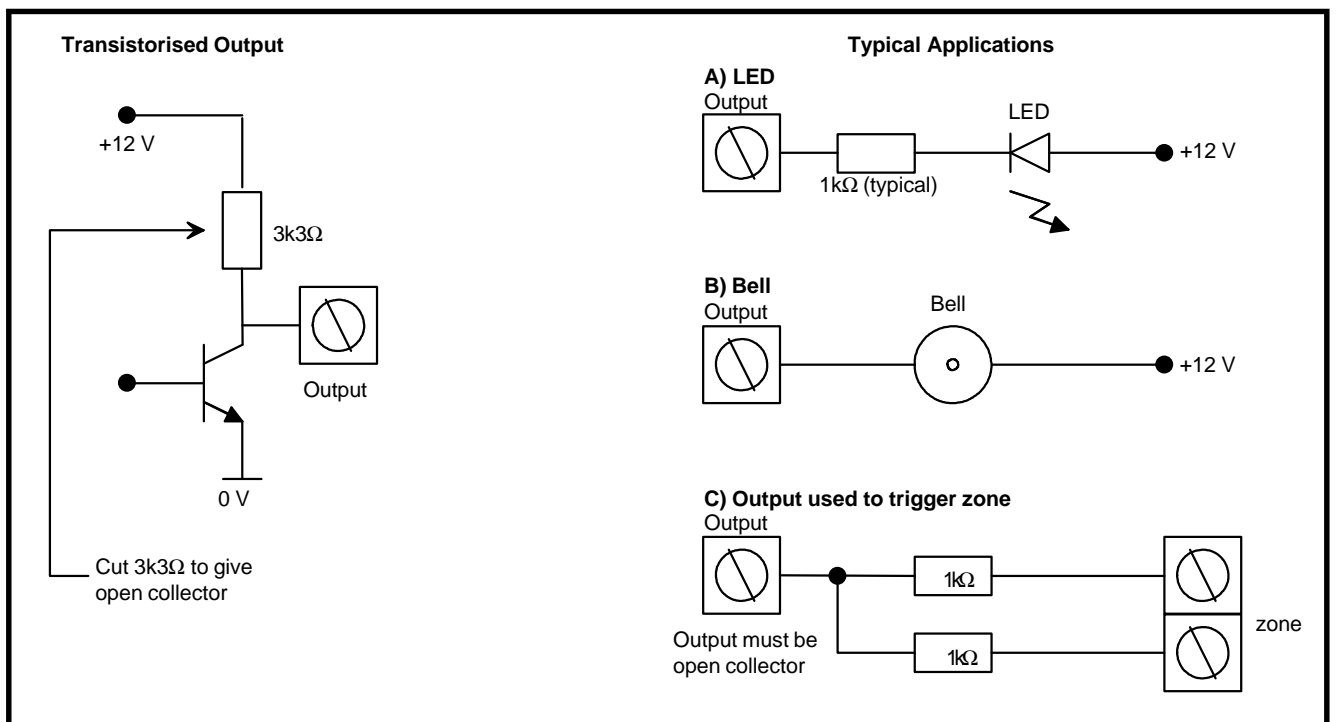 Transistorised Output
+12 V
3k3Ω
Output
0 V
Cut 3k3Ω to give
open collector
Typical Applications
A) LED
Output
LED
1kΩ (typical)
+12 V
B) Bell
Output
Bell
+12 V
C) Output used to trigger zone
Output
1kΩ
Output must be
open collector
1kΩ
zone